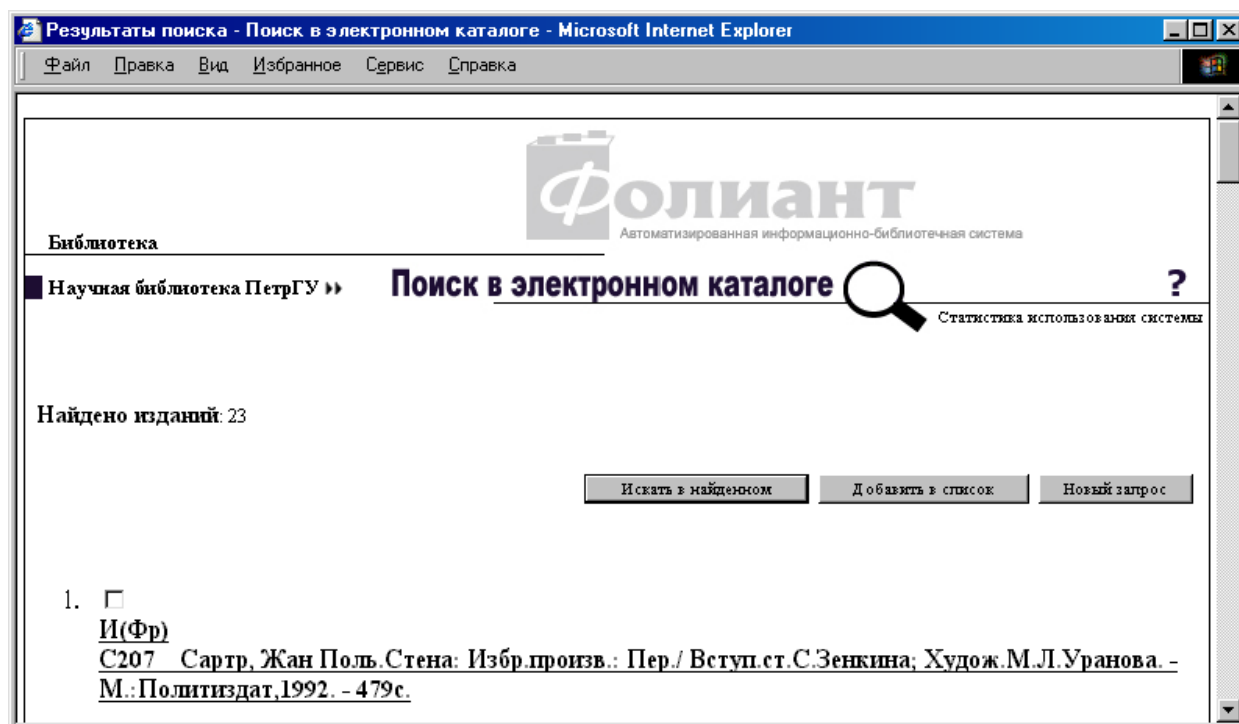 Результаты поиска - Поиск в электронном каталоге - Microsoft Internet Explorer
Файл Правка Вид Избранное Сервис Справка
Фолиант
Автоматизированная информационно-библиотечная система
Библиотека
Научная библиотека ПетрГУ
Поиск в электронном каталоге ?
Статистика использования системы
Найдено изданий: 23
Искать в найденном Добавить в список Новый запрос
1.
И(Фр)
С207 Сартр, Жан Поль.Стена: Избр.произв.: Пер./ Вступ.ст.С.Зенкина; Худож.М.Л.Уранова. -
М.:Политиздат,1992. - 479с.